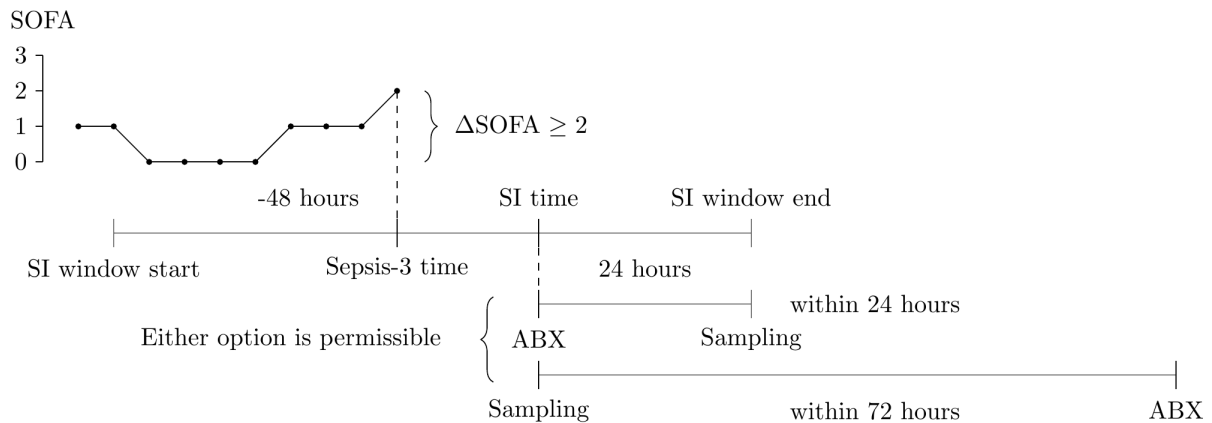 SOFA
3
2
1
0
ΔSOFA ≥ 2
-48 hours
SI time
SI window end
SI window start
Sepsis-3 time
24 hours
within 24 hours
Either option is permissible
ABX
Sampling
Sampling
within 72 hours
ABX